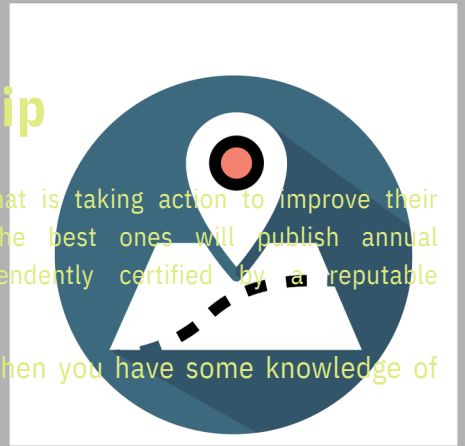 ip
hat is taking action to improve their
he best ones will publish annual
endently certified by a reputable
hen you have some knowledge of